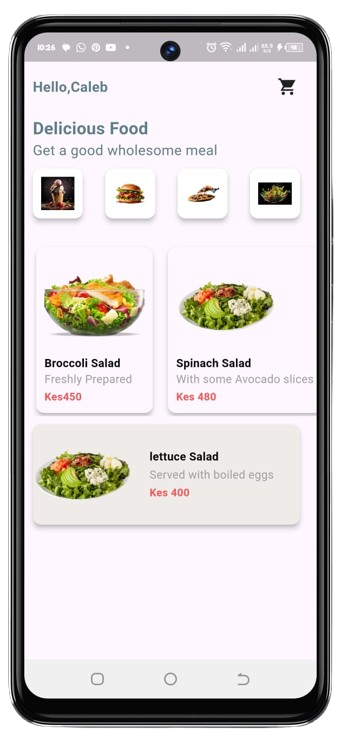 10:26
Hello,Caleb
Delicious Food
Get a good wholesome meal
Broccoli Salad
Freshly Prepared
Kes450
Spinach Salad
With some Avocado slices
Kes 480
lettuce Salad
Served with boiled eggs
Kes 400